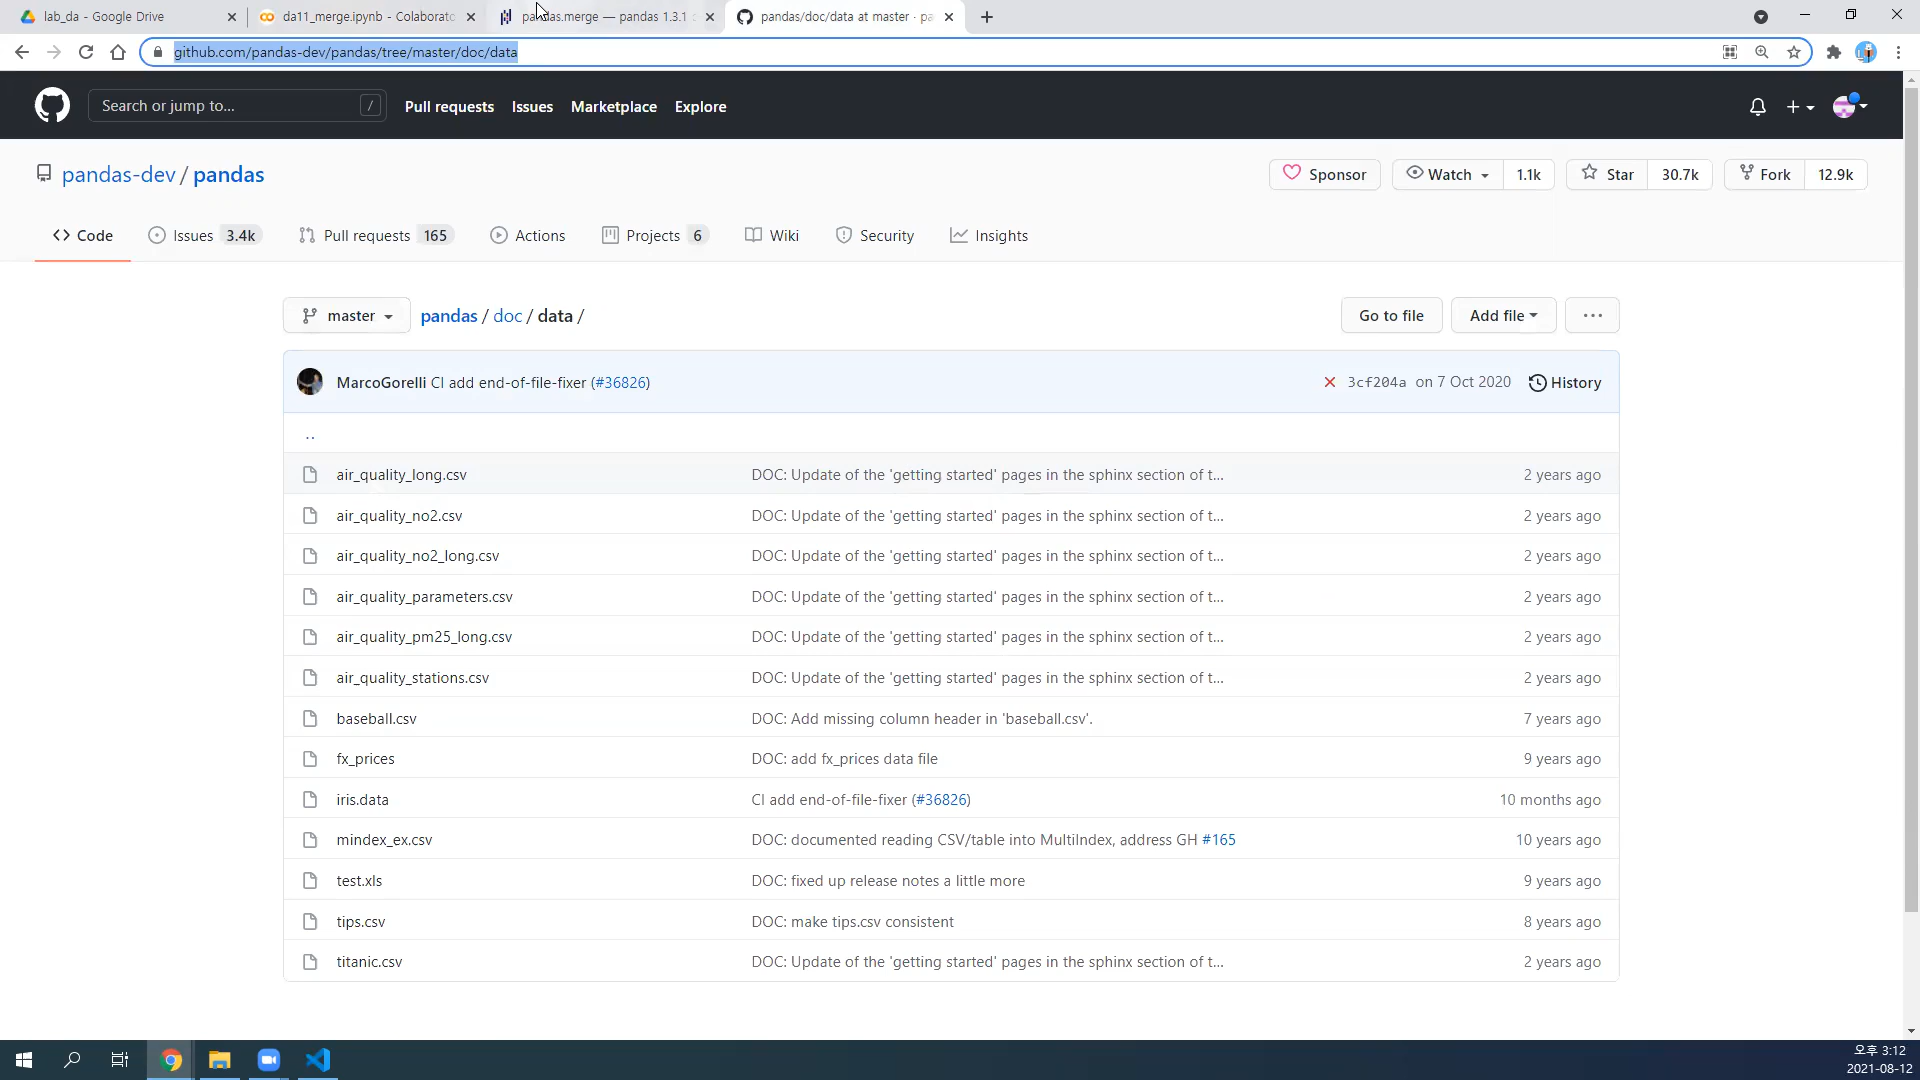 lab_da - Google Drive
da11_merge.ipynb - Colaborato
pandas.merge — pandas 1.3.1
pandas/doc/data at master · pa
github.com/pandas-dev/pandas/tree/master/doc/data
Search or jump to...
/
Pull requests
Issues
Marketplace
Explore
pandas-dev / pandas
Sponsor
Watch
1.1k
Star
30.7k
Fork
12.9k
Code
Issues 3.4k
Pull requests 165
Actions
Projects 6
Wiki
Security
Insights
master
pandas / doc / data /
Go to file
Add file
...
MarcoGorelli CI add end-of-file-fixer (#36826)
3cf204a on 7 Oct 2020
History
..
air_quality_long.csv DOC: Update of the 'getting started' pages in the sphinx section of t... 2 years ago
air_quality_no2.csv DOC: Update of the 'getting started' pages in the sphinx section of t... 2 years ago
air_quality_no2_long.csv DOC: Update of the 'getting started' pages in the sphinx section of t... 2 years ago
air_quality_parameters.csv DOC: Update of the 'getting started' pages in the sphinx section of t... 2 years ago
air_quality_pm25_long.csv DOC: Update of the 'getting started' pages in the sphinx section of t... 2 years ago
air_quality_stations.csv DOC: Update of the 'getting started' pages in the sphinx section of t... 2 years ago
baseball.csv DOC: Add missing column header in 'baseball.csv'. 7 years ago
fx_prices DOC: add fx_prices data file 9 years ago
iris.data CI add end-of-file-fixer (#36826) 10 months ago
mindex_ex.csv DOC: documented reading CSV/table into MultiIndex, address GH #165 10 years ago
test.xls DOC: fixed up release notes a little more 9 years ago
tips.csv DOC: make tips.csv consistent 8 years ago
titanic.csv DOC: Update of the 'getting started' pages in the sphinx section of t... 2 years ago
오후 3:12
2021-08-12